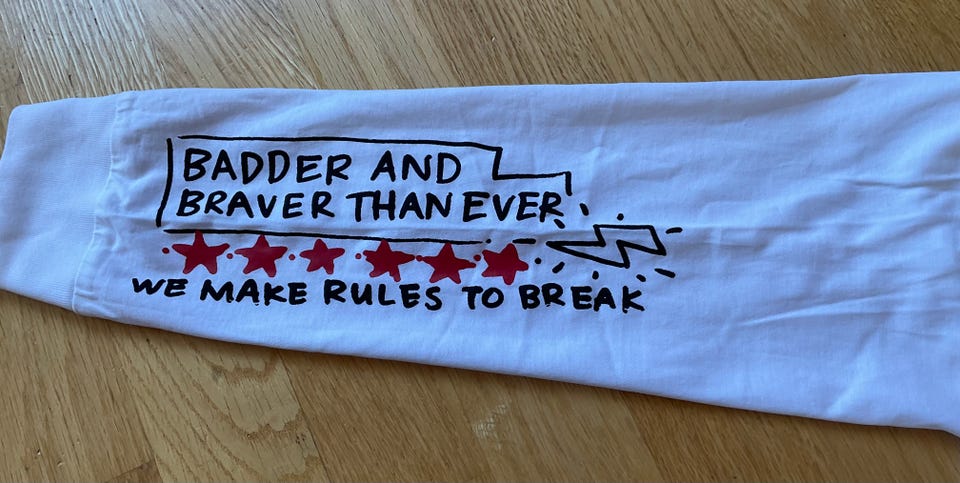 BADDER AND
BRAVER THAN EVER
WE MAKE RULES TO BREAK